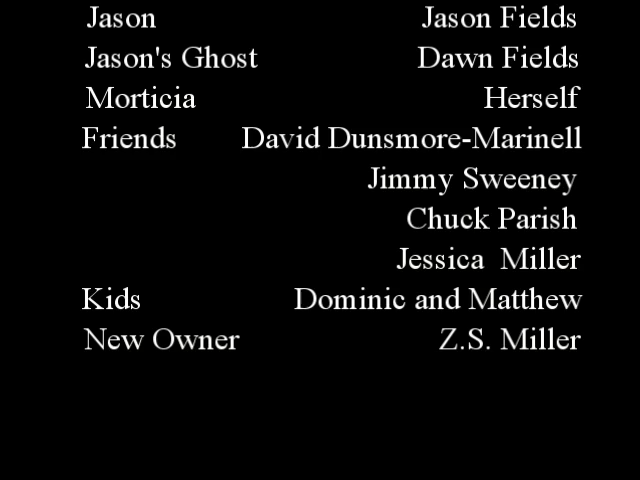 Jason Jason Fields
Jason's Ghost Dawn Fields
Morticia Herself
Friends David Dunsmore-Marinell
Jimmy Sweeney
Chuck Parish
Jessica  Miller
Kids Dominic and Matthew
New Owner Z.S. Miller